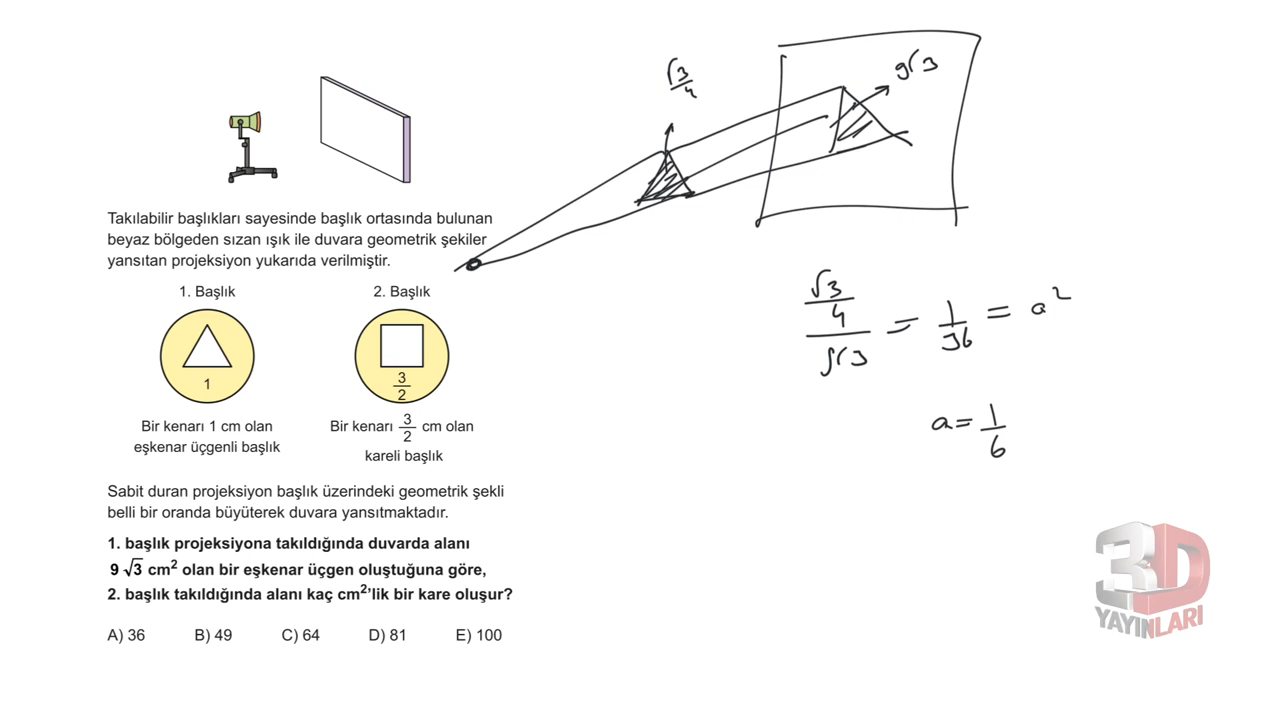 Takılabilir başlıkları sayesinde başlık ortasında bulunan
beyaz bölgeden sızan ışık ile duvara geometrik şekiler
yansıtan projeksiyon yukarıda verilmiştir.
1. Başlık
2. Başlık
1
3/2
Bir kenarı 1 cm olan
eşkenar üçgenli başlık
Bir kenarı 3/2 cm olan
kareli başlık
Sabit duran projeksiyon başlık üzerindeki geometrik şekli
belli bir oranda büyüterek duvara yansıtmaktadır.
1. başlık projeksiyona takıldığında duvarda alanı
9 √3 cm² olan bir eşkenar üçgen oluştuğuna göre,
2. başlık takıldığında alanı kaç cm²'lik bir kare oluşur?
A) 36 B) 49 C) 64 D) 81 E) 100
√3/4
9√3
(√3/4)/9√3 = 1/36 = a²
a = 1/6
3D
YAYINLARI